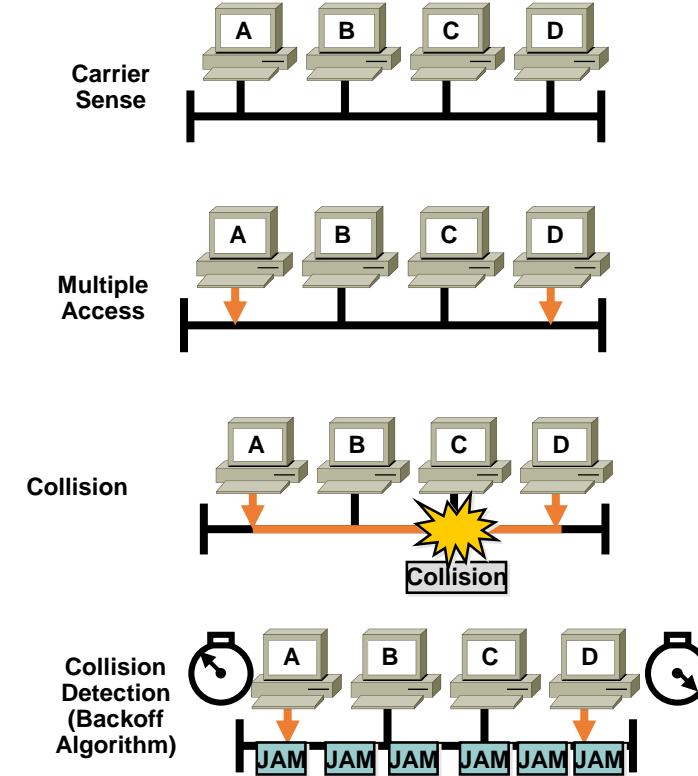 A B C D
Carrier
Sense
A B C D
Multiple
Access
A B C D
Collision
Collision
A B C D
Collision
Detection
(Backoff
Algorithm)
JAM JAM JAM JAM JAM JAM